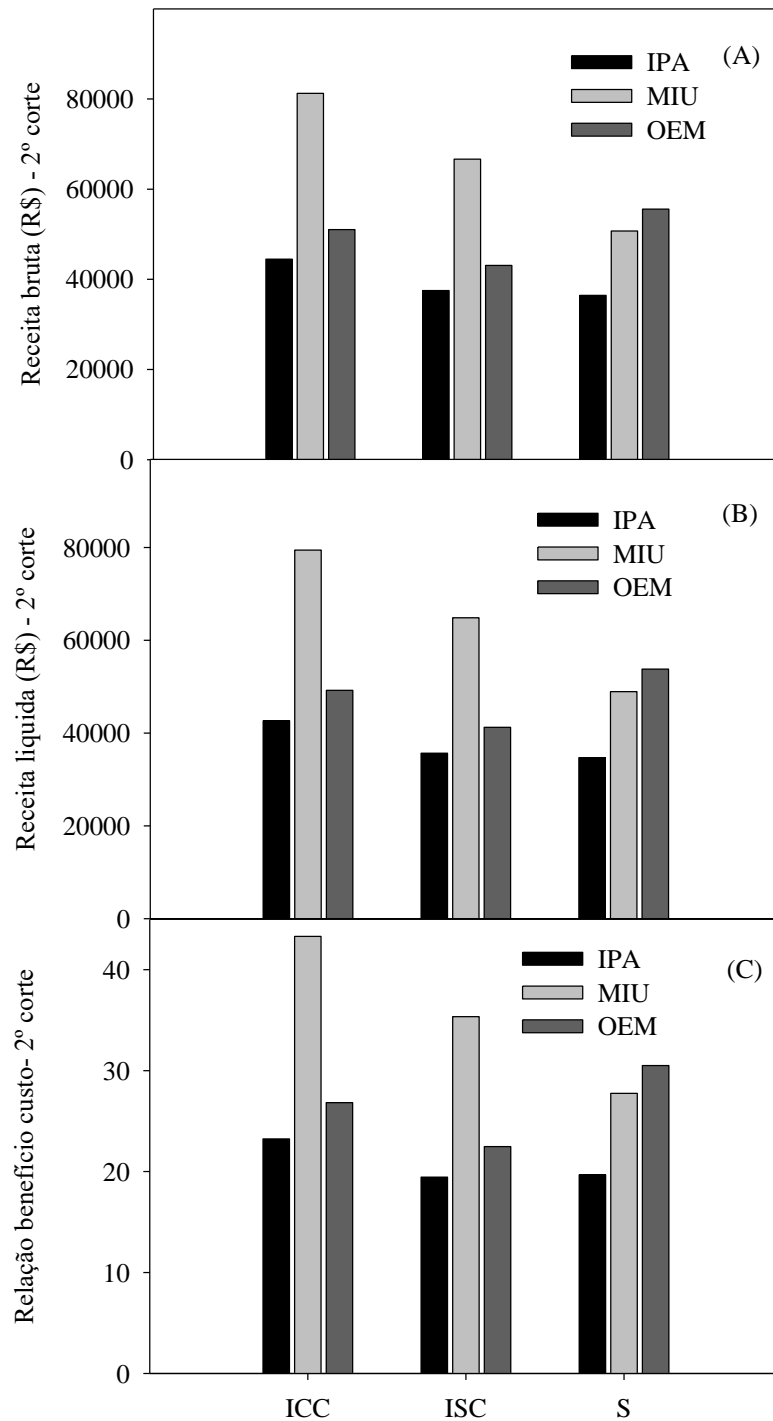 (A)
IPA
MIU
OEM
Receita bruta (R$) - 2º corte
80000
60000
40000
20000
0
(B)
IPA
MIU
OEM
Receita liquida (R$) - 2º corte
80000
60000
40000
20000
0
(C)
IPA
MIU
OEM
Relação benefício custo- 2º corte
40
30
20
10
0
ICC ISC S